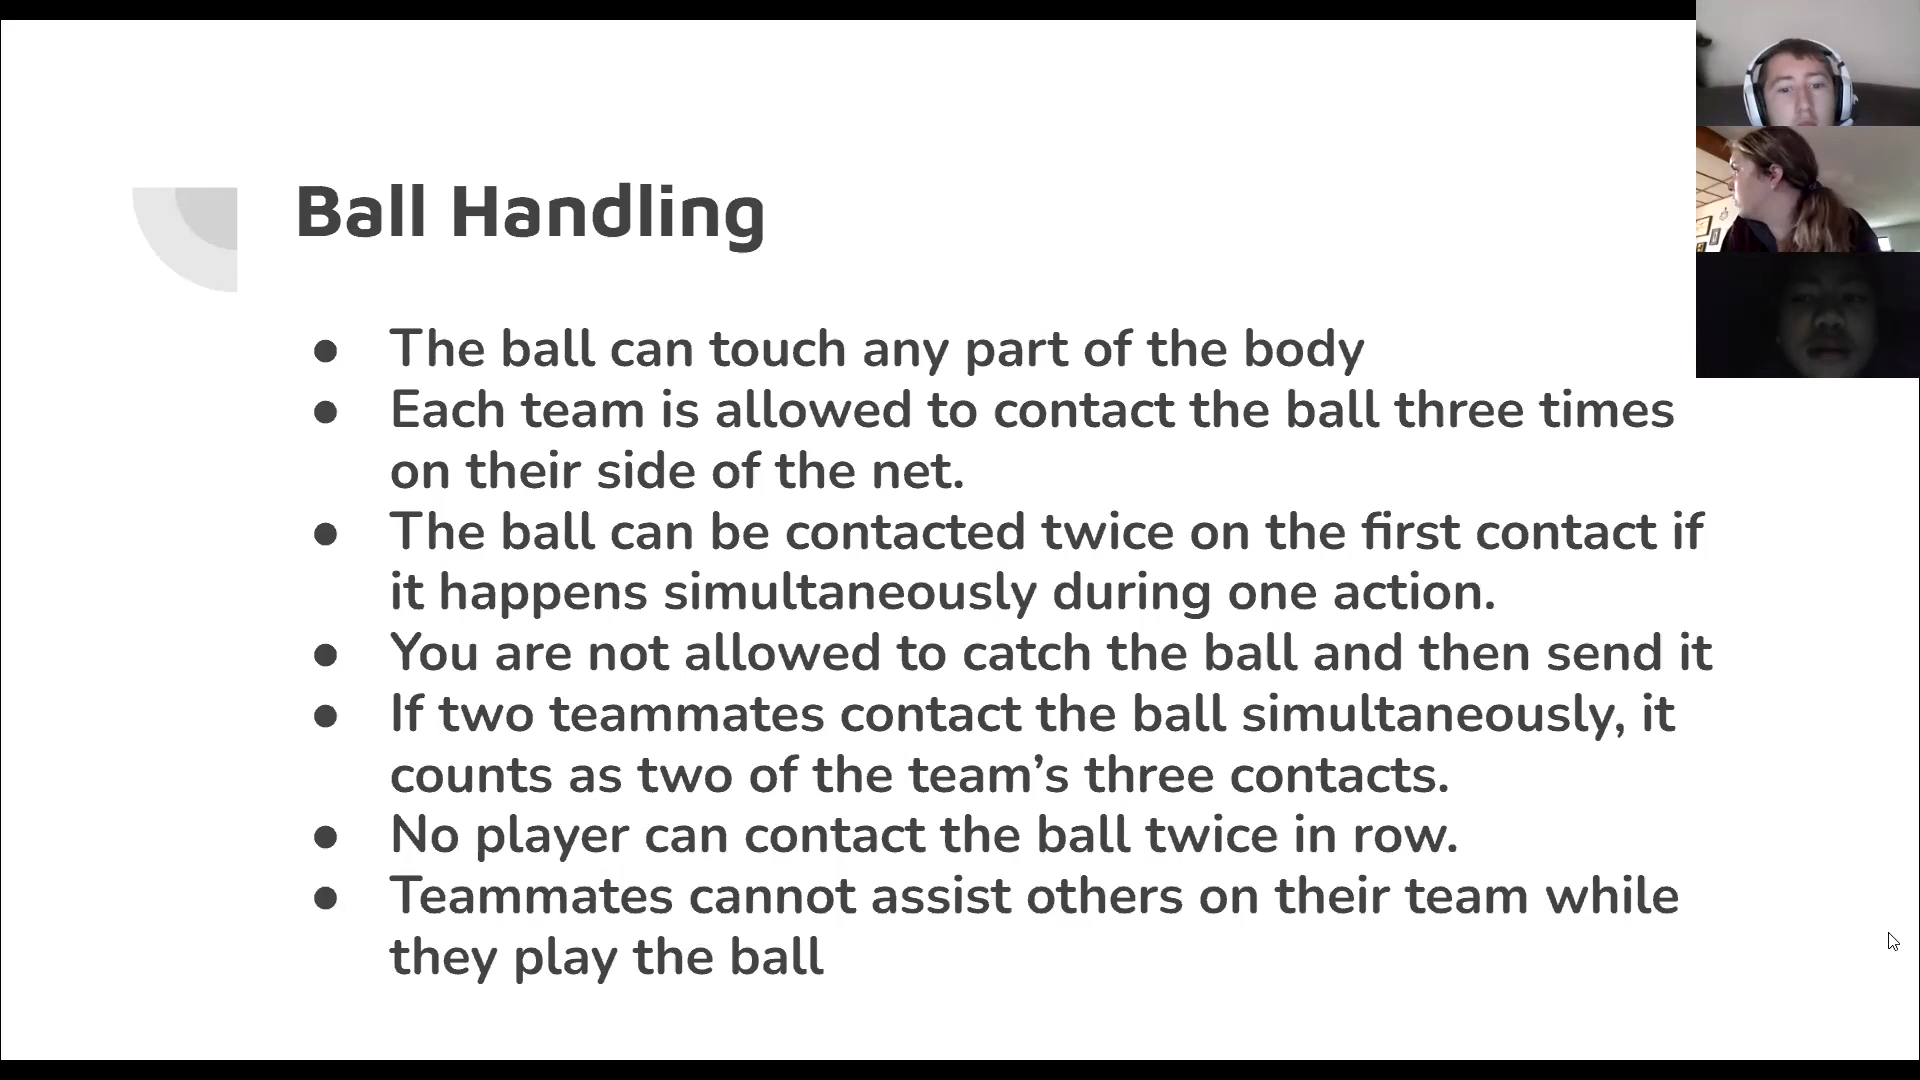 Ball Handling
● The ball can touch any part of the body
● Each team is allowed to contact the ball three times
on their side of the net.
● The ball can be contacted twice on the first contact if
it happens simultaneously during one action.
● You are not allowed to catch the ball and then send it
● If two teammates contact the ball simultaneously, it
counts as two of the team’s three contacts.
● No player can contact the ball twice in row.
● Teammates cannot assist others on their team while
they play the ball